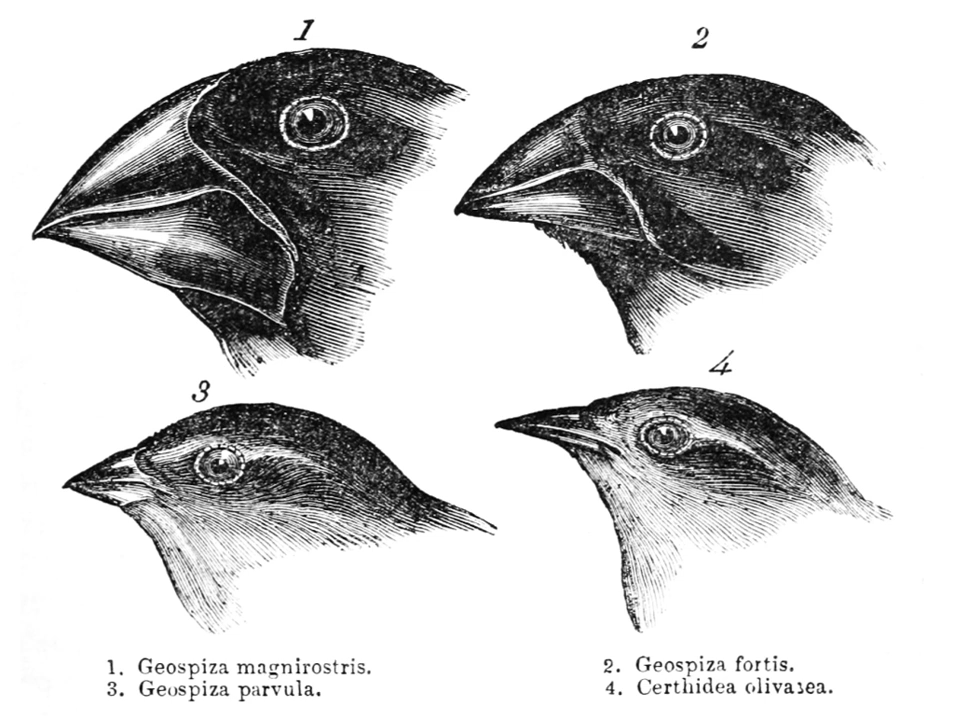 1
2
3
4
1. Geospiza magnirostris. 2. Geospiza fortis.
3. Geospiza parvula. 4. Certhidea olivasea.